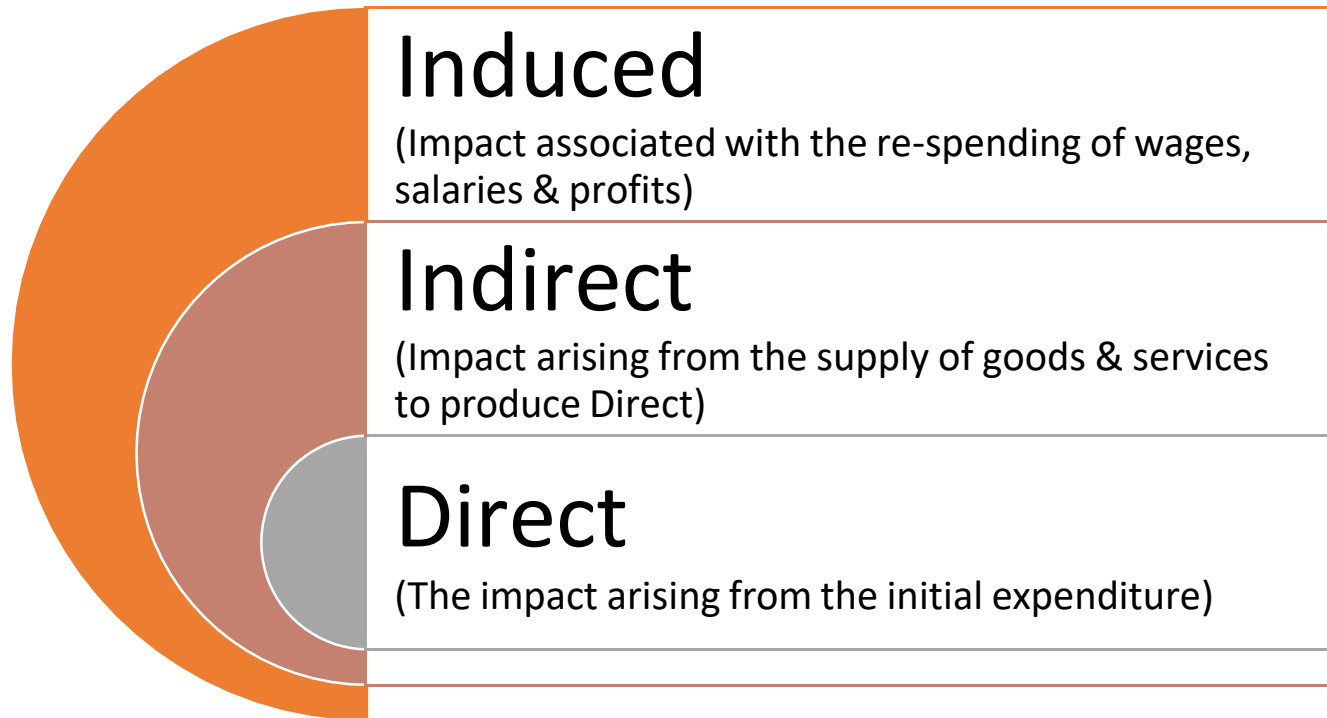 Induced
(Impact associated with the re-spending of wages,
salaries & profits)
Indirect
(Impact arising from the supply of goods & services
to produce Direct)
Direct
(The impact arising from the initial expenditure)